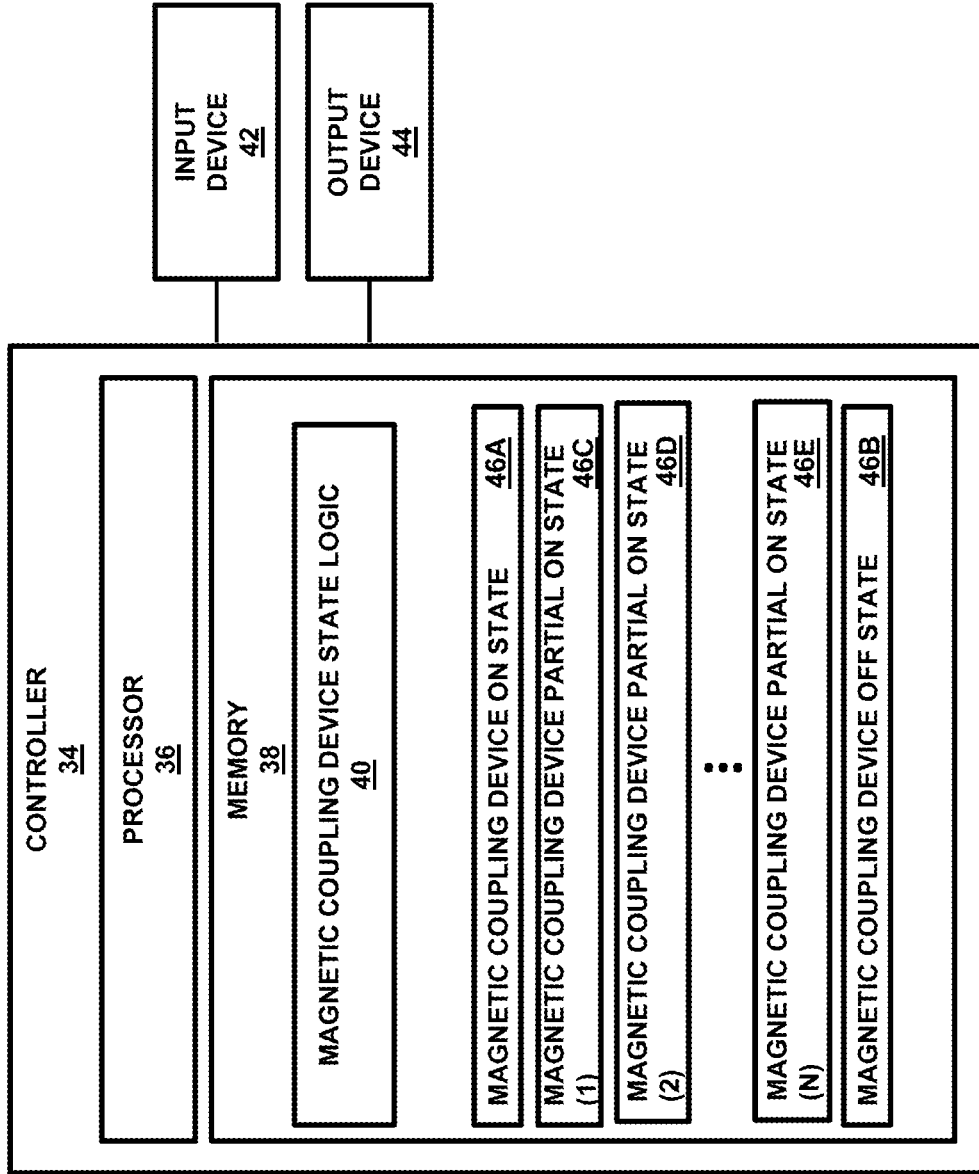 CONTROLLER
34
PROCESSOR
36
MEMORY
38
MAGNETIC COUPLING DEVICE STATE LOGIC
40
MAGNETIC COUPLING DEVICE ON STATE 46A
MAGNETIC COUPLING DEVICE PARTIAL ON STATE
(1) 46C
MAGNETIC COUPLING DEVICE PARTIAL ON STATE
(2) 46D
•••
MAGNETIC COUPLING DEVICE PARTIAL ON STATE
(N) 46E
MAGNETIC COUPLING DEVICE OFF STATE 46B
INPUT
DEVICE
42
OUTPUT
DEVICE
44